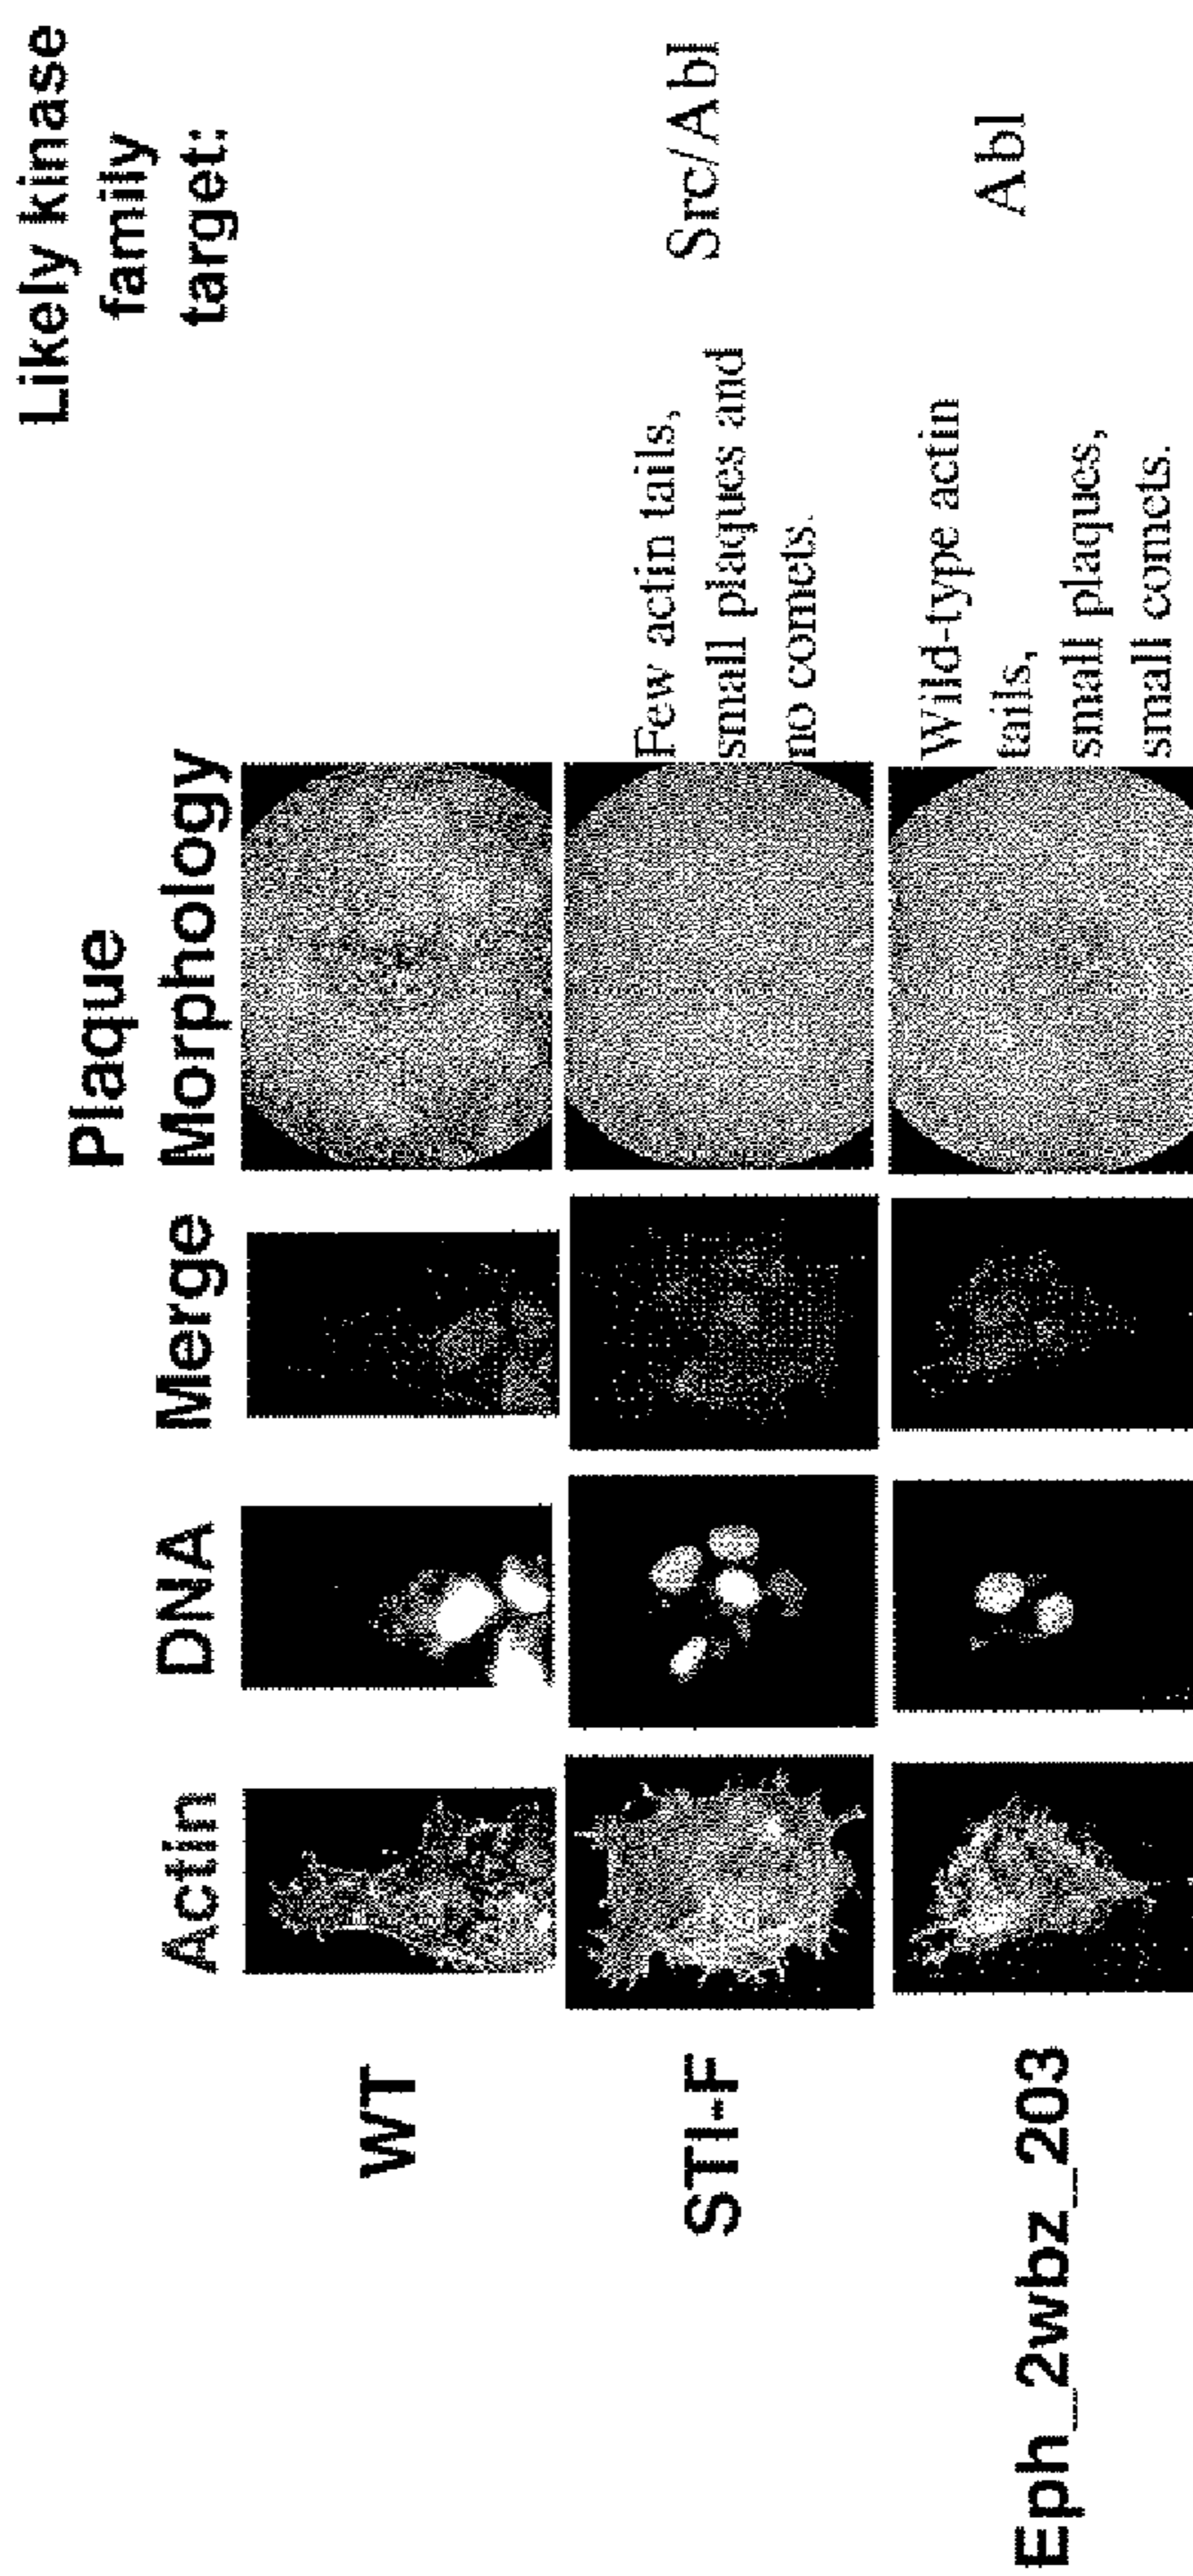 Actin
DNA
Merge
Plaque
Morphology
Likely kinase
family
target:
WT
STI-F
Few actin tails,
small plaques and
no comets.
Src/Abl
Eph_2wbz_203
Wild-type actin
tails,
small plaques,
small comets.
Abl